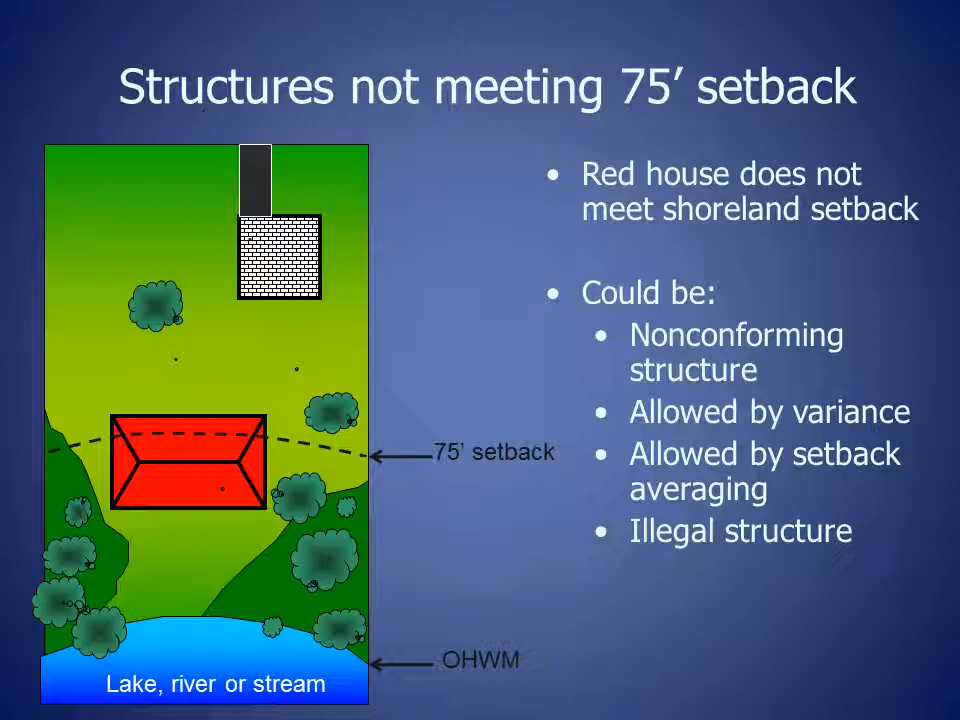 Structures not meeting 75’ setback
• Red house does not
meet shoreland setback
• Could be:
• Nonconforming
structure
• Allowed by variance
• Allowed by setback
averaging
• Illegal structure
75’ setback
OHWM
Lake, river or stream